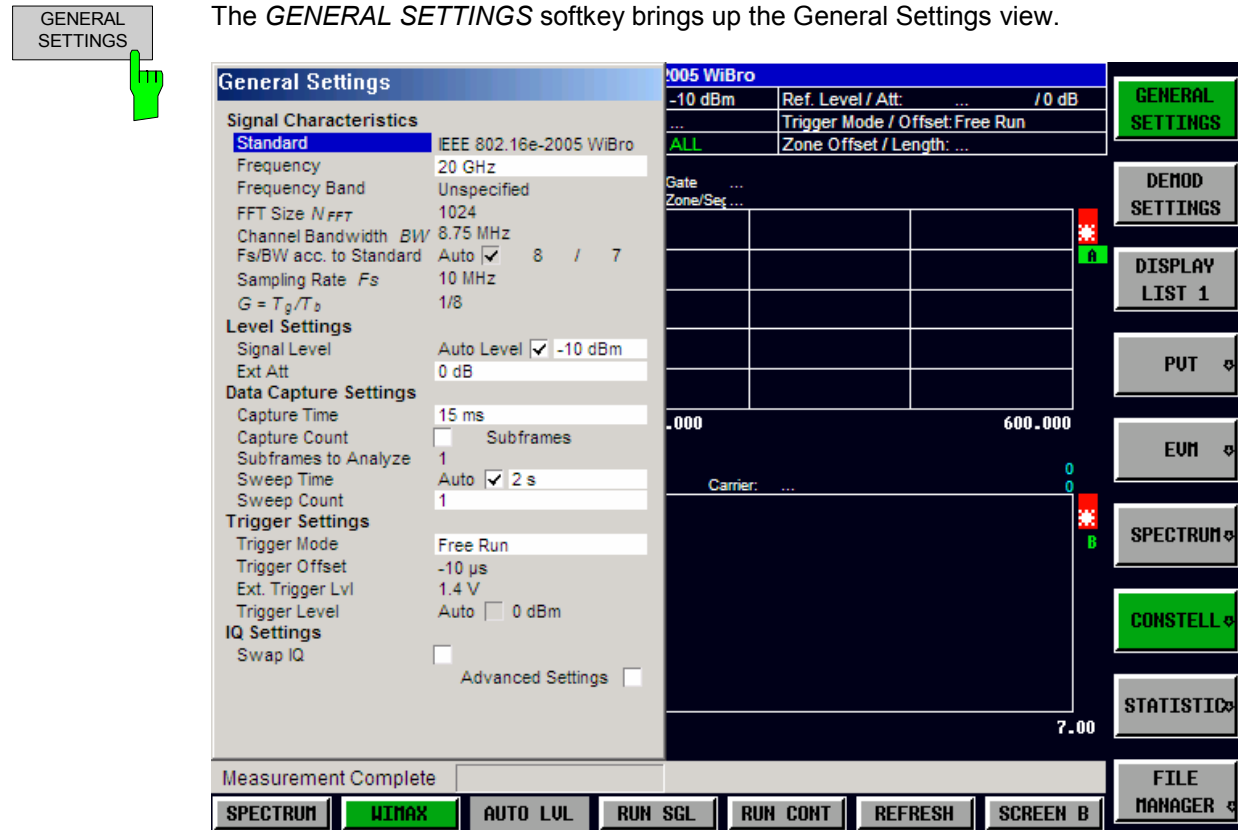 GENERAL
SETTINGS
The GENERAL SETTINGS softkey brings up the General Settings view.
General Settings
Signal Characteristics
Standard IEEE 802.16e-2005 WiBro
Frequency 20 GHz
Frequency Band Unspecified
FFT Size N FFT 1024
Channel Bandwidth BW 8.75 MHz
Fs/BW acc. to Standard Auto 8 / 7
Sampling Rate Fs 10 MHz
G = Tg/Tb 1/8
Level Settings
Signal Level Auto Level -10 dBm
Ext Att 0 dB
Data Capture Settings
Capture Time 15 ms
Capture Count Subframes
Subframes to Analyze 1
Sweep Time Auto 2 s
Sweep Count 1
Trigger Settings
Trigger Mode Free Run
Trigger Offset -10 µs
Ext. Trigger Lvl 1.4 V
Trigger Level Auto 0 dBm
IQ Settings
Swap IQ
Advanced Settings
2005 WiBro
-10 dBm Ref. Level / Att: ... / 0 dB
... Trigger Mode / Offset: Free Run
ALL Zone Offset / Length: ...
Gate ...
Zone/Seg ...
A
.000 600.000
0
Carrier: ... 0
B
7.00
Measurement Complete
GENERAL
SETTINGS
DEMOD
SETTINGS
DISPLAY
LIST 1
PVT
EVM
SPECTRUM
CONSTELL
STATISTIC
FILE
MANAGER
SPECTRUM WIMAX AUTO LVL RUN SGL RUN CONT REFRESH SCREEN B